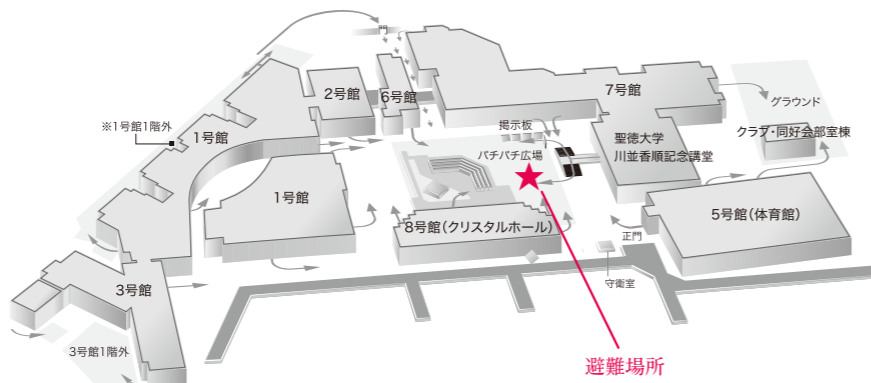 門
2号館
6号館
7号館
グラウンド
掲示板
※1号館1階外
1号館
クラブ・同好会部室棟
聖徳大学
川並香順記念講堂
パチパチ広場
1号館
8号館(クリスタルホール)
5号館(体育館)
正門
守衛室
3号館
3号館1階外
避難場所